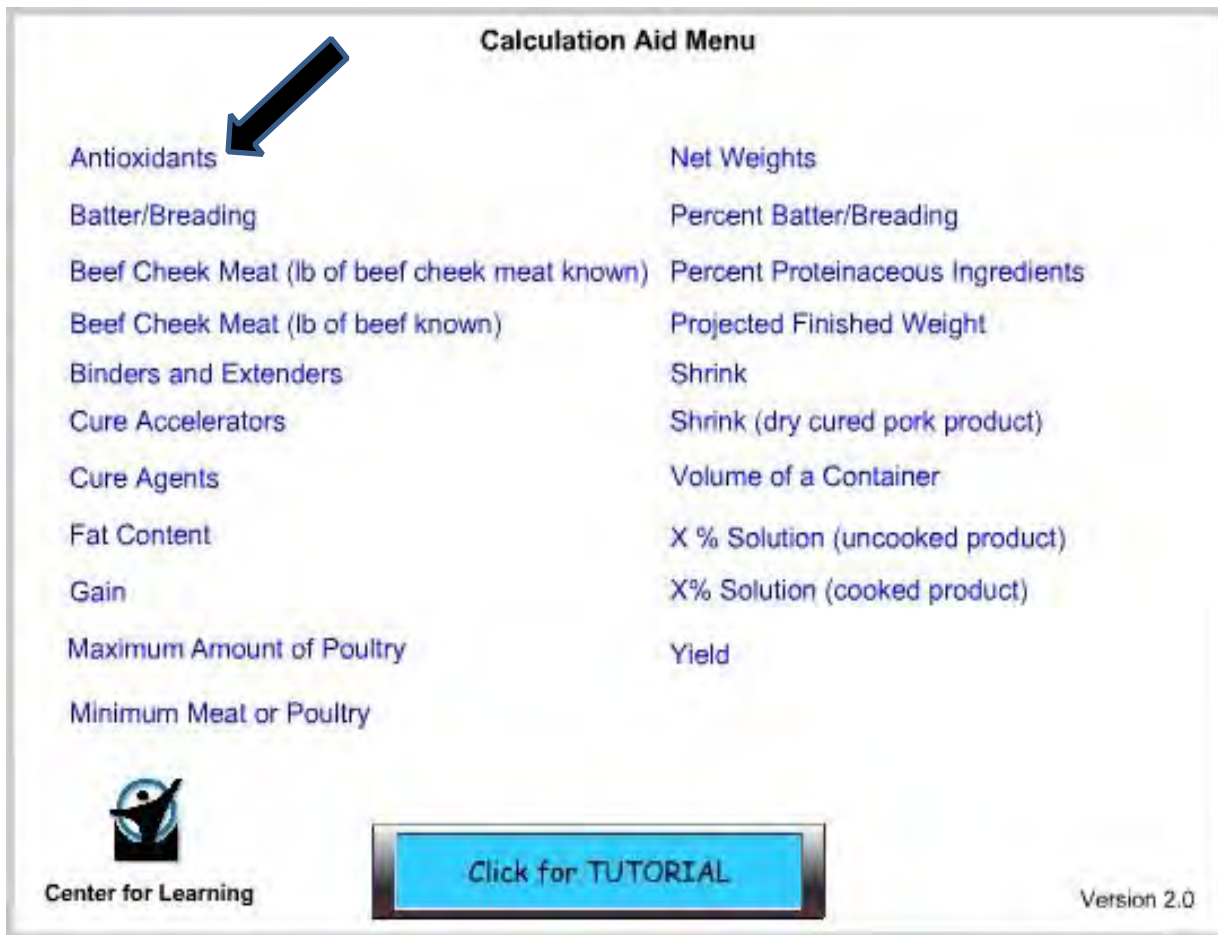 Calculation Aid Menu
Antioxidants
Batter/Breading
Beef Cheek Meat (lb of beef cheek meat known)
Beef Cheek Meat (lb of beef known)
Binders and Extenders
Cure Accelerators
Cure Agents
Fat Content
Gain
Maximum Amount of Poultry
Minimum Meat or Poultry
Net Weights
Percent Batter/Breading
Percent Proteinaceous Ingredients
Projected Finished Weight
Shrink
Shrink (dry cured pork product)
Volume of a Container
X % Solution (uncooked product)
X% Solution (cooked product)
Yield
Center for Learning
Click for TUTORIAL
Version 2.0